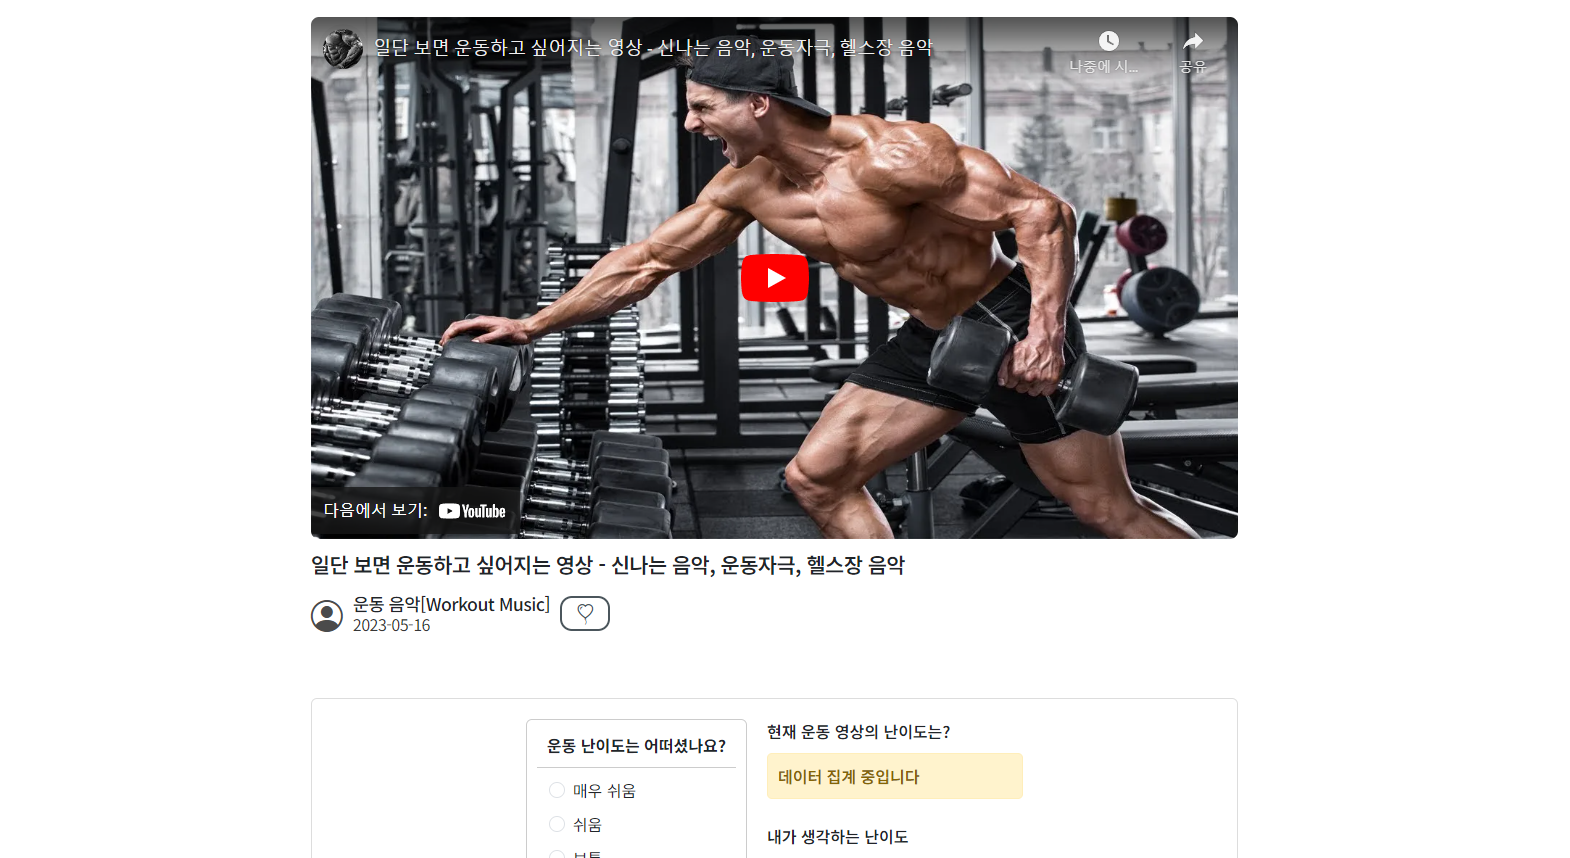 일단 보면 운동하고 싶어지는 영상 - 신나는 음악, 운동자극, 헬스장 음악
나중에 시...
공유
다음에서 보기: YouTube
일단 보면 운동하고 싶어지는 영상 - 신나는 음악, 운동자극, 헬스장 음악
운동 음악[Workout Music]
2023-05-16
운동 난이도는 어떠셨나요?
매우 쉬움
쉬움
보통
현재 운동 영상의 난이도는?
데이터 집계 중입니다
내가 생각하는 난이도